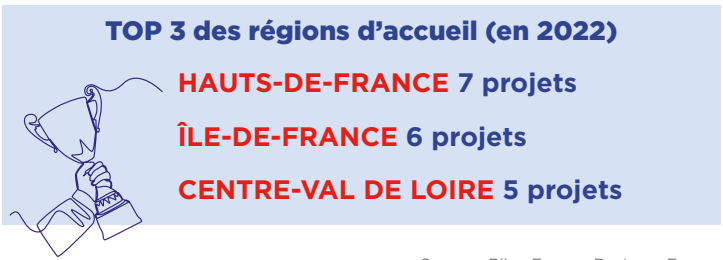 TOP 3 des régions d'accueil (en 2022)
HAUTS-DE-FRANCE 7 projets
ÎLE-DE-FRANCE 6 projets
CENTRE-VAL DE LOIRE 5 projets